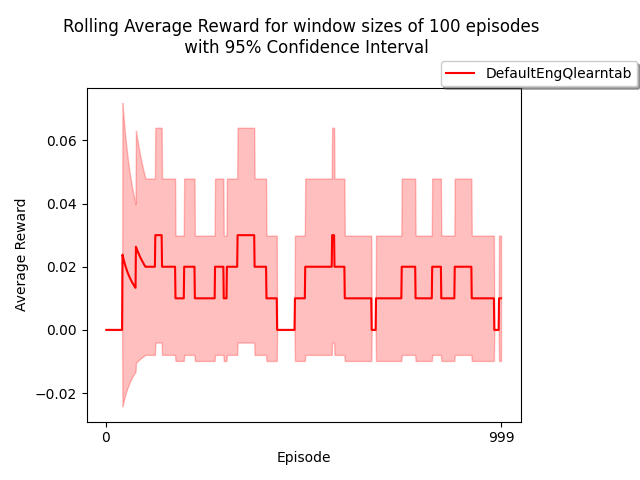 Rolling Average Reward for window sizes of 100 episodes
with 95% Confidence Interval
DefaultEngQlearntab
0.06
0.04
0.02
0.00
−0.02
Average Reward
0
999
Episode